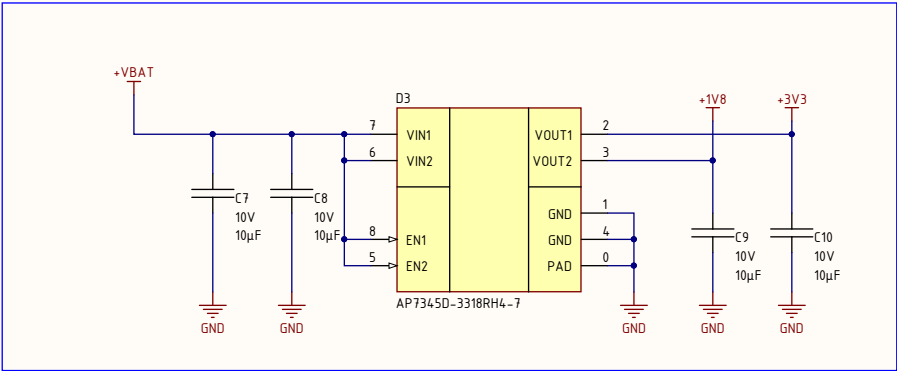 +VBAT
D3
+1V8
+3V3
7
VIN1
VOUT1
2
6
VIN2
VOUT2
3
C7
10V
10µF
C8
10V
10µF
GND
1
8
EN1
GND
4
5
EN2
PAD
0
C9
10V
10µF
C10
10V
10µF
AP7345D-3318RH4-7
GND
GND
GND
GND
GND